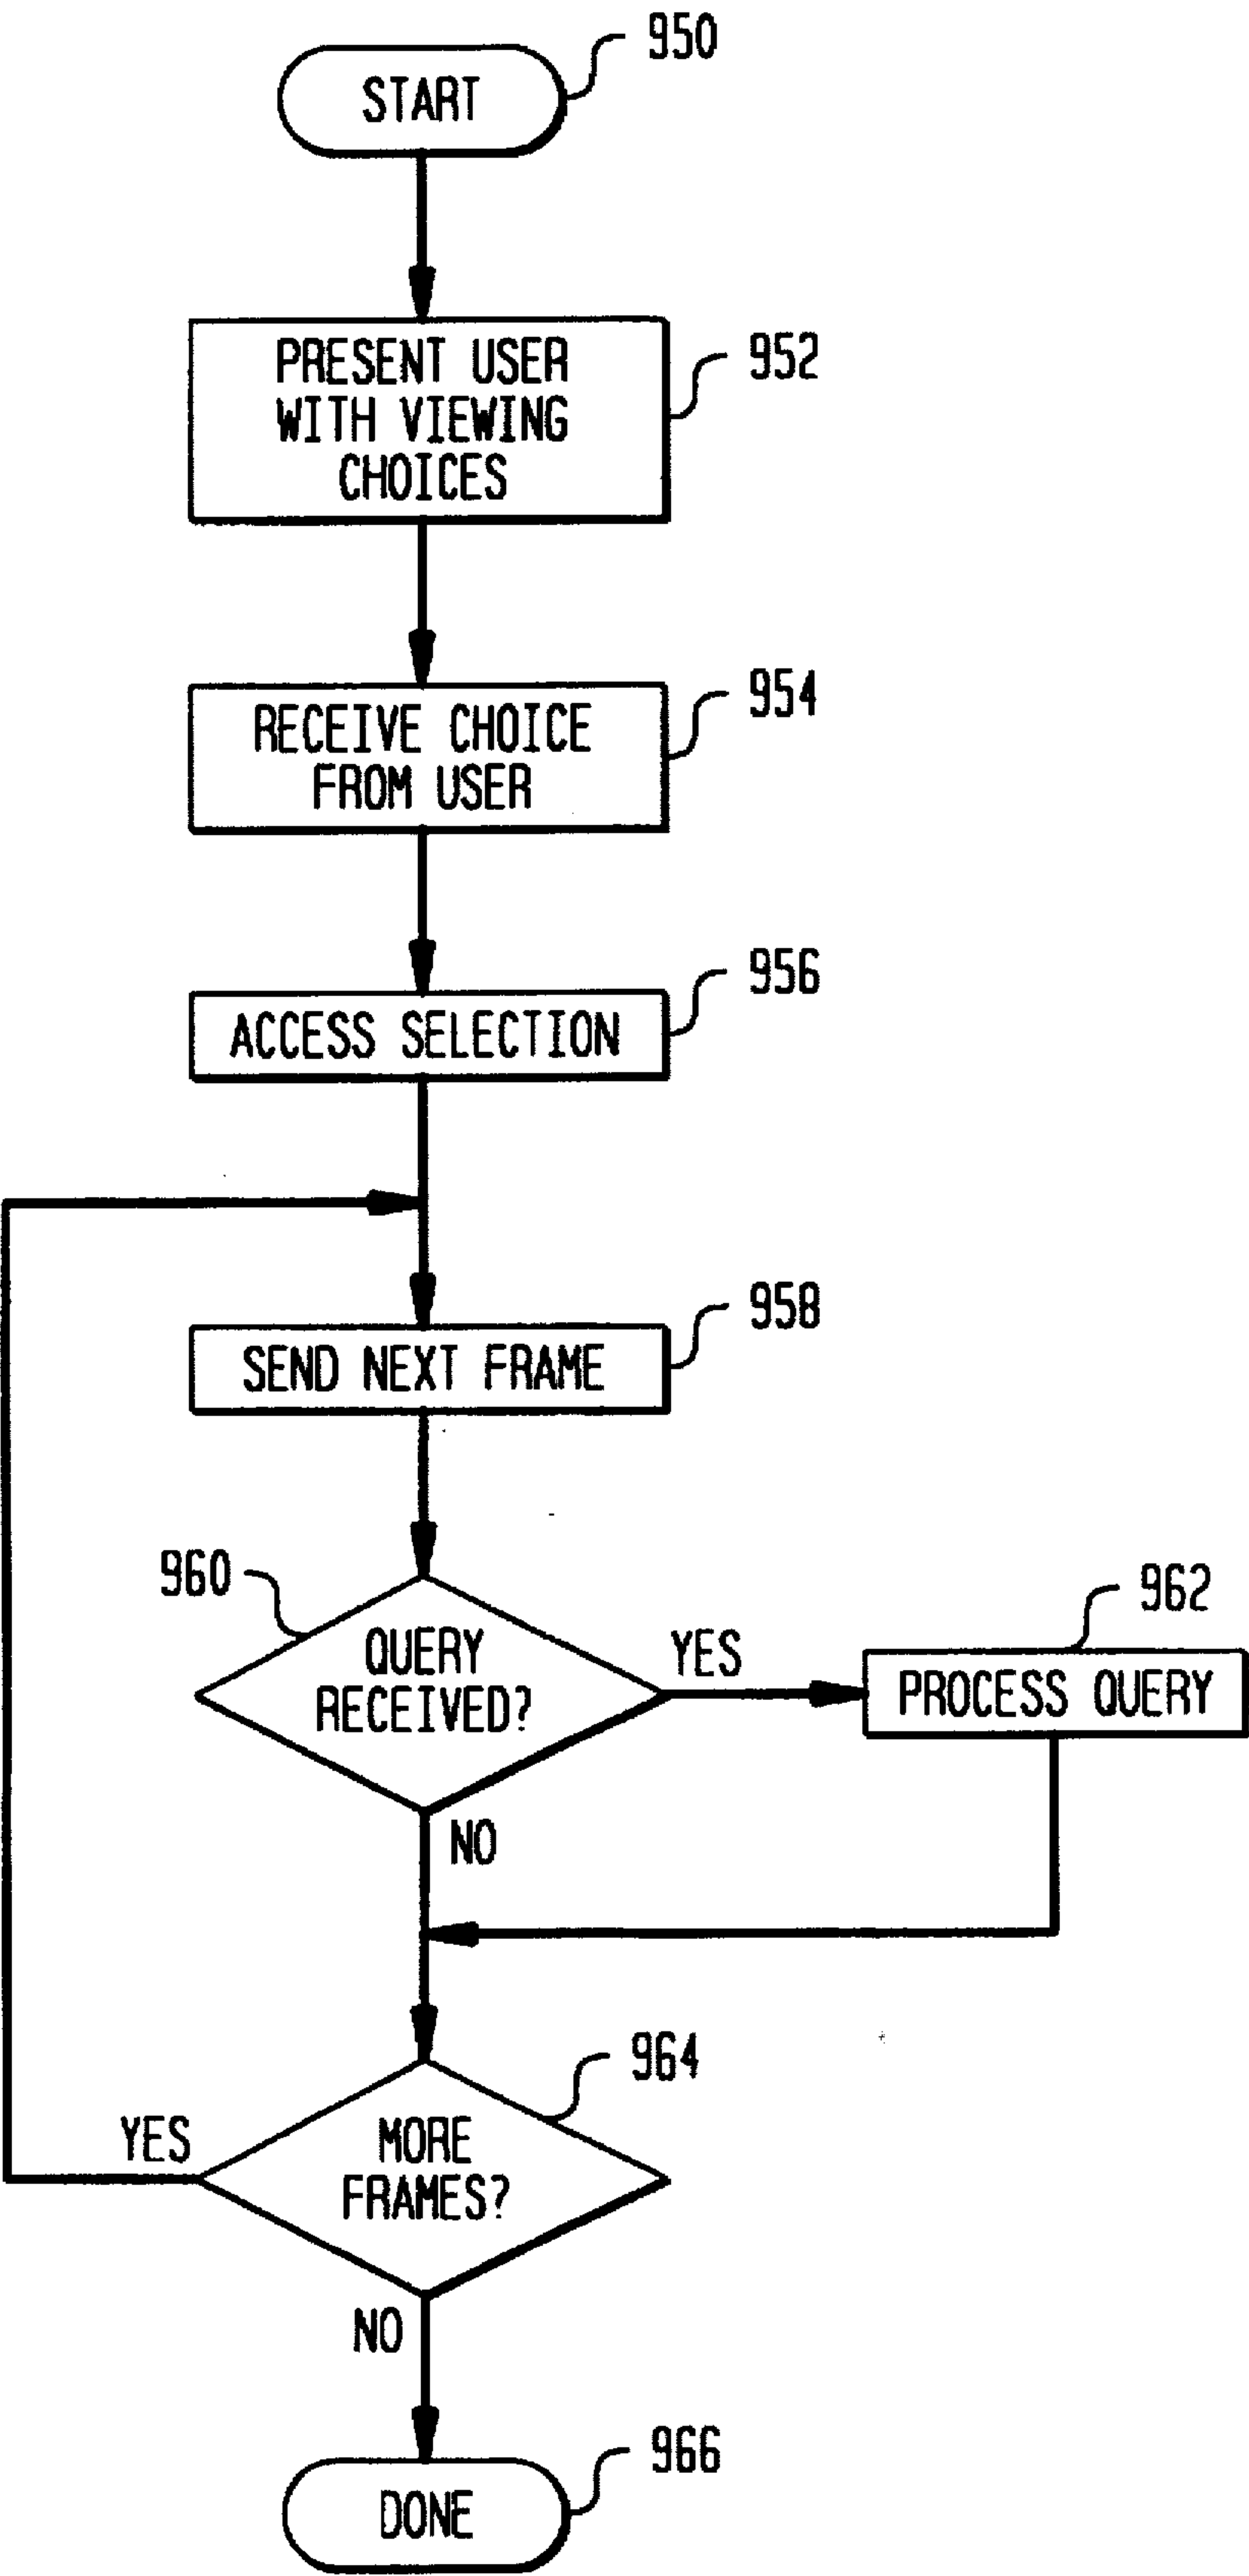 950
START
952
PRESENT USER
WITH VIEWING
CHOICES
954
RECEIVE CHOICE
FROM USER
956
ACCESS SELECTION
958
SEND NEXT FRAME
960
QUERY
RECEIVED?
YES
962
PROCESS QUERY
NO
964
MORE
FRAMES?
YES
NO
966
DONE